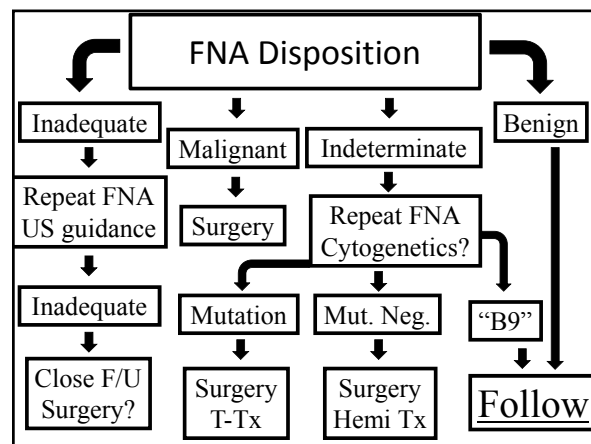 FNA Disposition
Inadequate
Malignant
Indeterminate
Benign
Repeat FNA
US guidance
Surgery
Repeat FNA
Cytogenetics?
Inadequate
Mutation
Mut. Neg.
“B9”
Close F/U
Surgery?
Surgery
T-Tx
Surgery
Hemi Tx
Follow